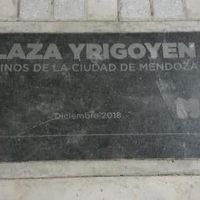 LAZA YRIGOYEN
INOS DE LA CIUDAD DE MENDOZA
Diciembre 2018